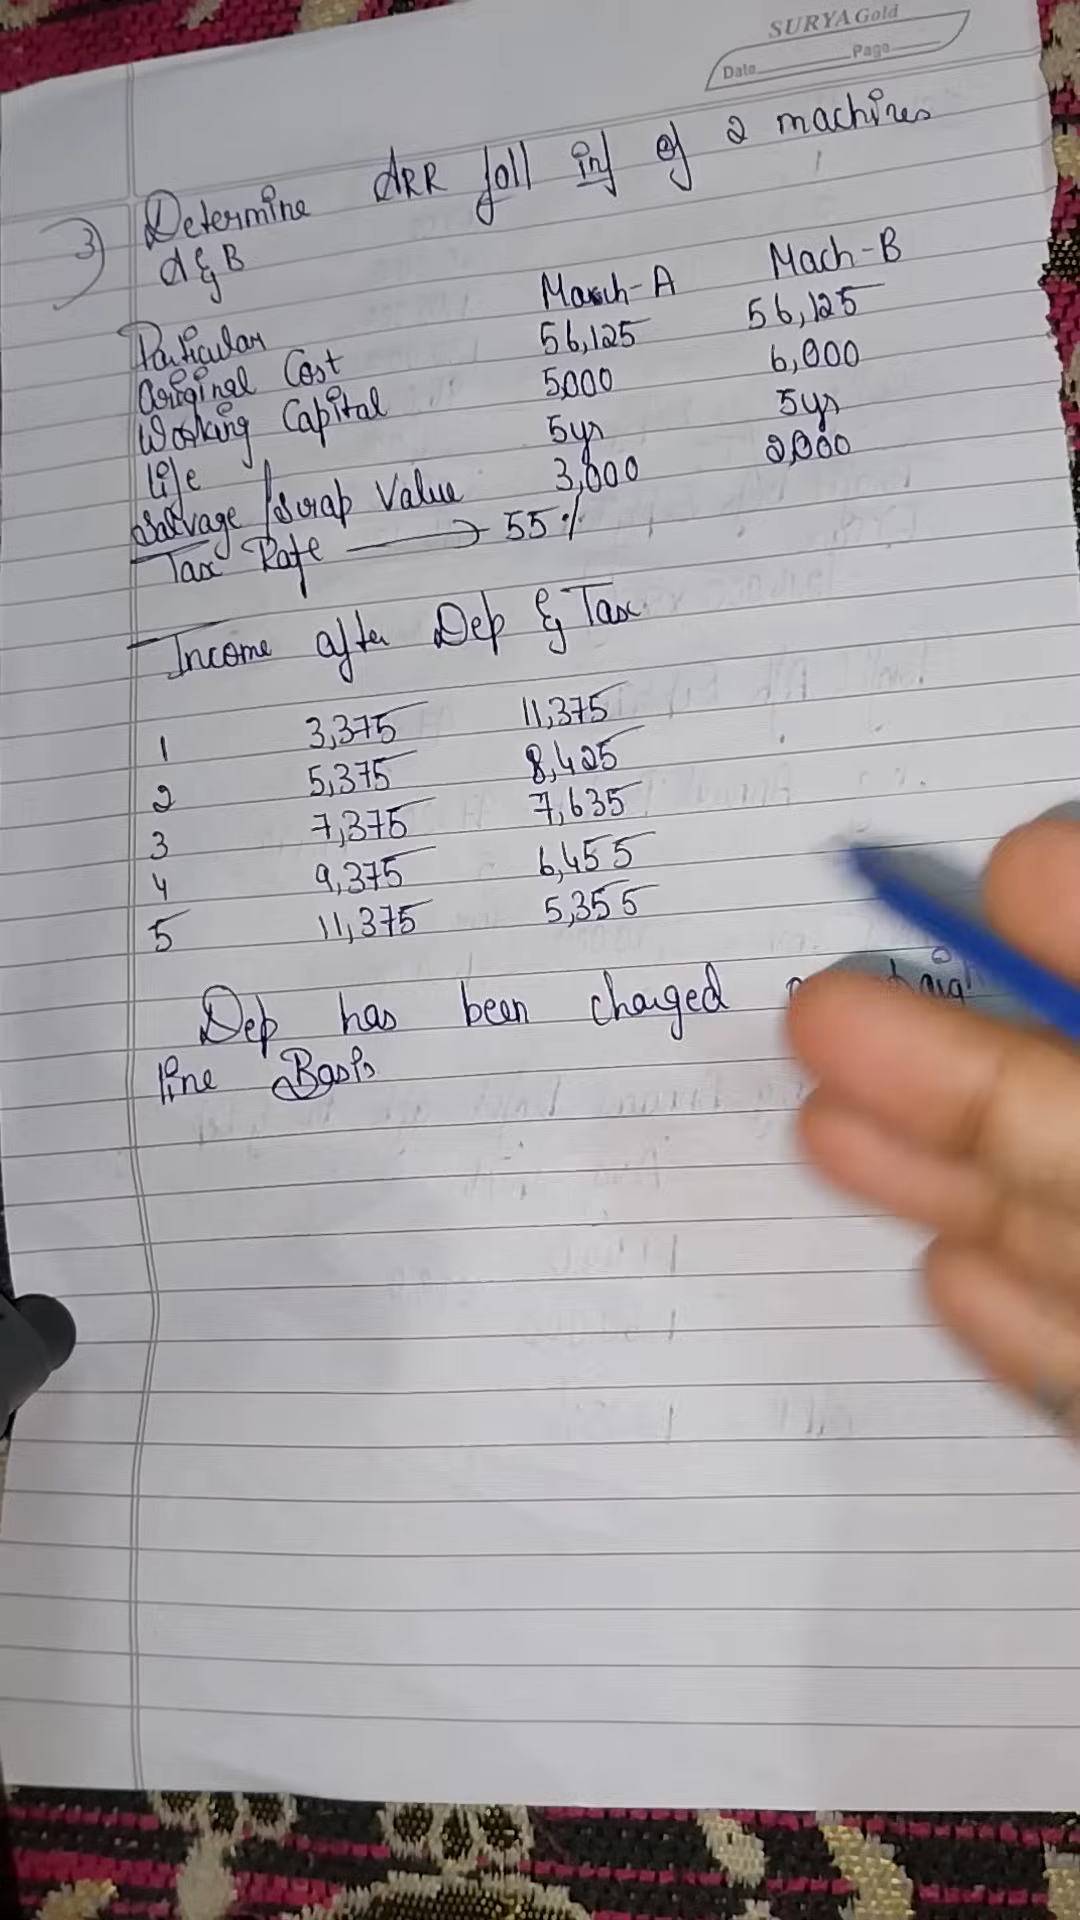 SURYA Gold
Date Page
3) Determine ARR foll inf of 2 machines
A & B
Particular Mach-A Mach-B
Original Cost 56,125 56,125
Working Capital 5000 6,000
Life 5yr 5yr
Salvage/Scrap Value 3,000 2,000
Tax Rate → 55%
Income after Dep & Tax
1 3,375 11,375
2 5,375 8,425
3 7,375 7,635
4 9,375 6,455
5 11,375 5,355
Dep has been charged
line Basis